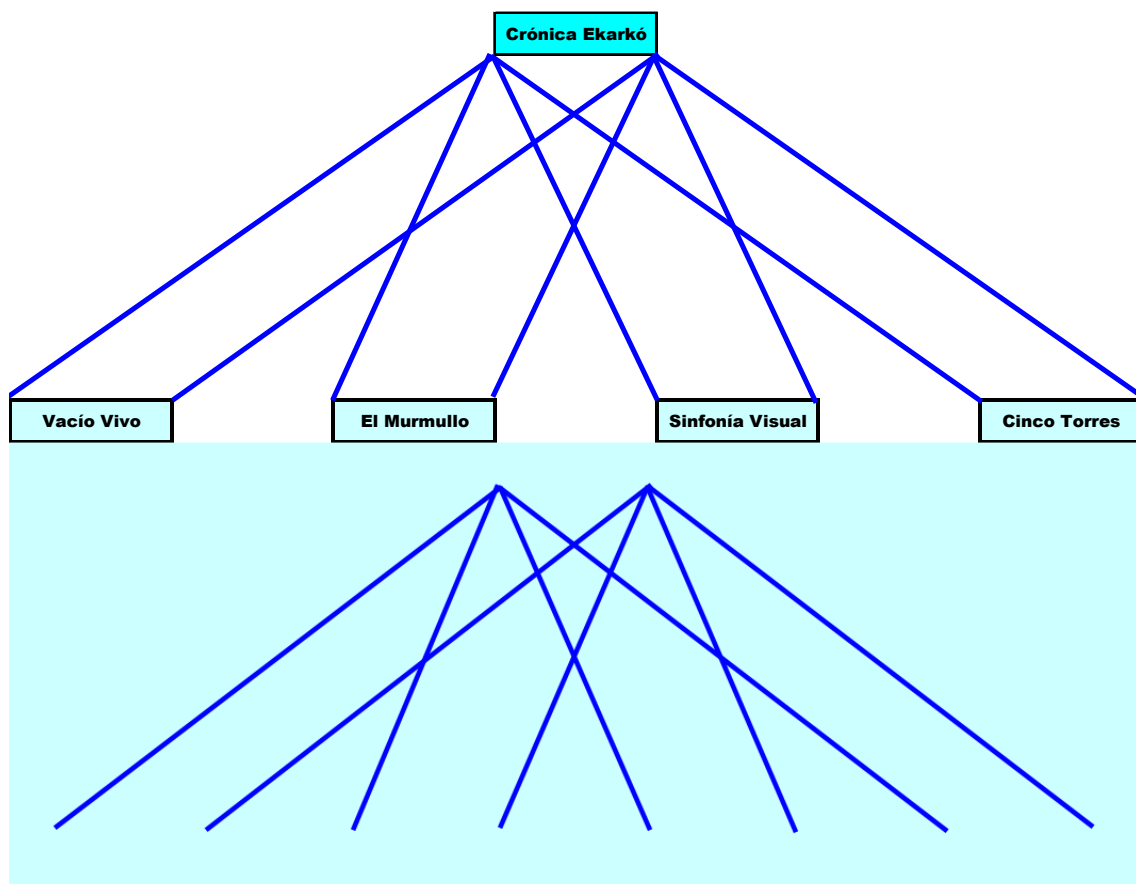 Crónica Ekarkó
Vacío Vivo
El Murmullo
Sinfonía Visual
Cinco Torres